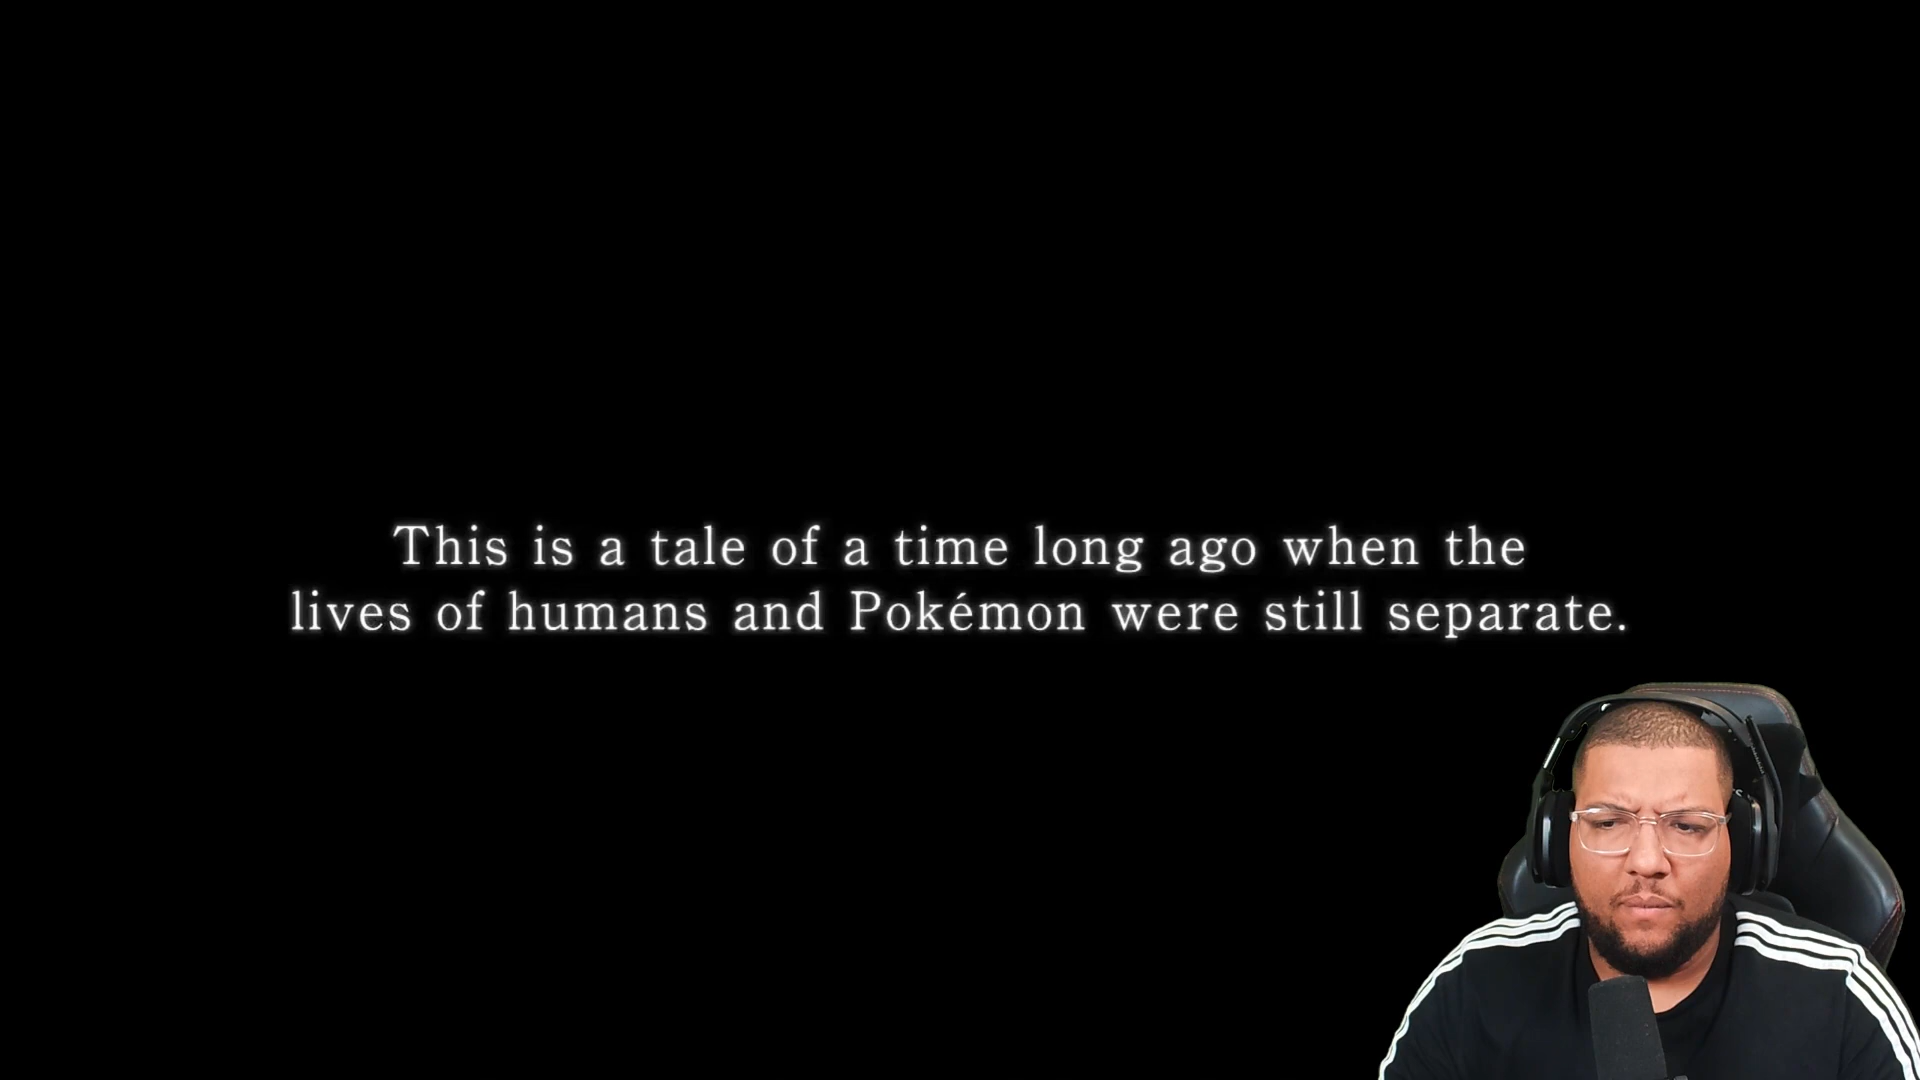 This is a tale of a time long ago when the
lives of humans and Pokémon were still separate.